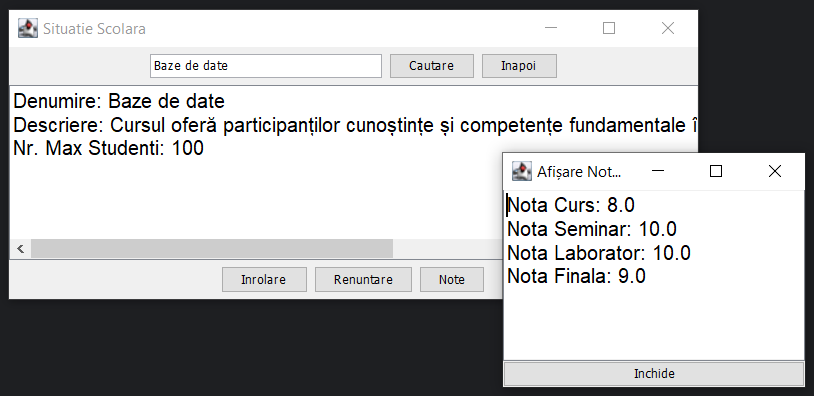 Situatie Scolara
Baze de date
Cautare
Inapoi
Denumire: Baze de date
Descriere: Cursul oferă participanților cunoștințe și competențe fundamentale î
Nr. Max Studenti: 100
Inrolare
Renuntare
Note
Afișare Not...
Nota Curs: 8.0
Nota Seminar: 10.0
Nota Laborator: 10.0
Nota Finala: 9.0
Inchide